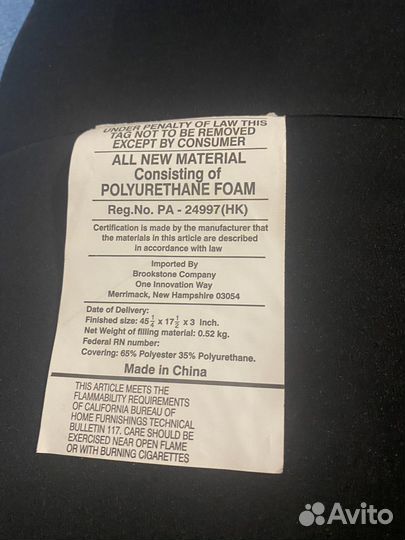 UNDER PENALTY OF LAW THIS
TAG NOT TO BE REMOVED
EXCEPT BY CONSUMER
ALL NEW MATERIAL
Consisting of
POLYURETHANE FOAM
Reg.No. PA - 24997(HK)
Certification is made by the manufacturer that
the materials in this article are described
in accordance with law
Imported By
Brookstone Company
One Innovation Way
Merrimack, New Hampshire 03054
Date of Delivery:
Finished size: 45 1/4 x 17 1/2 x 3 Inch.
Net Weight of filling material: 0.52 kg.
Federal RN number:
Covering: 65% Polyester 35% Polyurethane.
Made in China
THIS ARTICLE MEETS THE
FLAMMABILITY REQUIREMENTS
OF CALIFORNIA BUREAU OF
HOME FURNISHINGS TECHNICAL
BULLETIN 117. CARE SHOULD BE
EXERCISED NEAR OPEN FLAME
OR WITH BURNING CIGARETTES
Avito